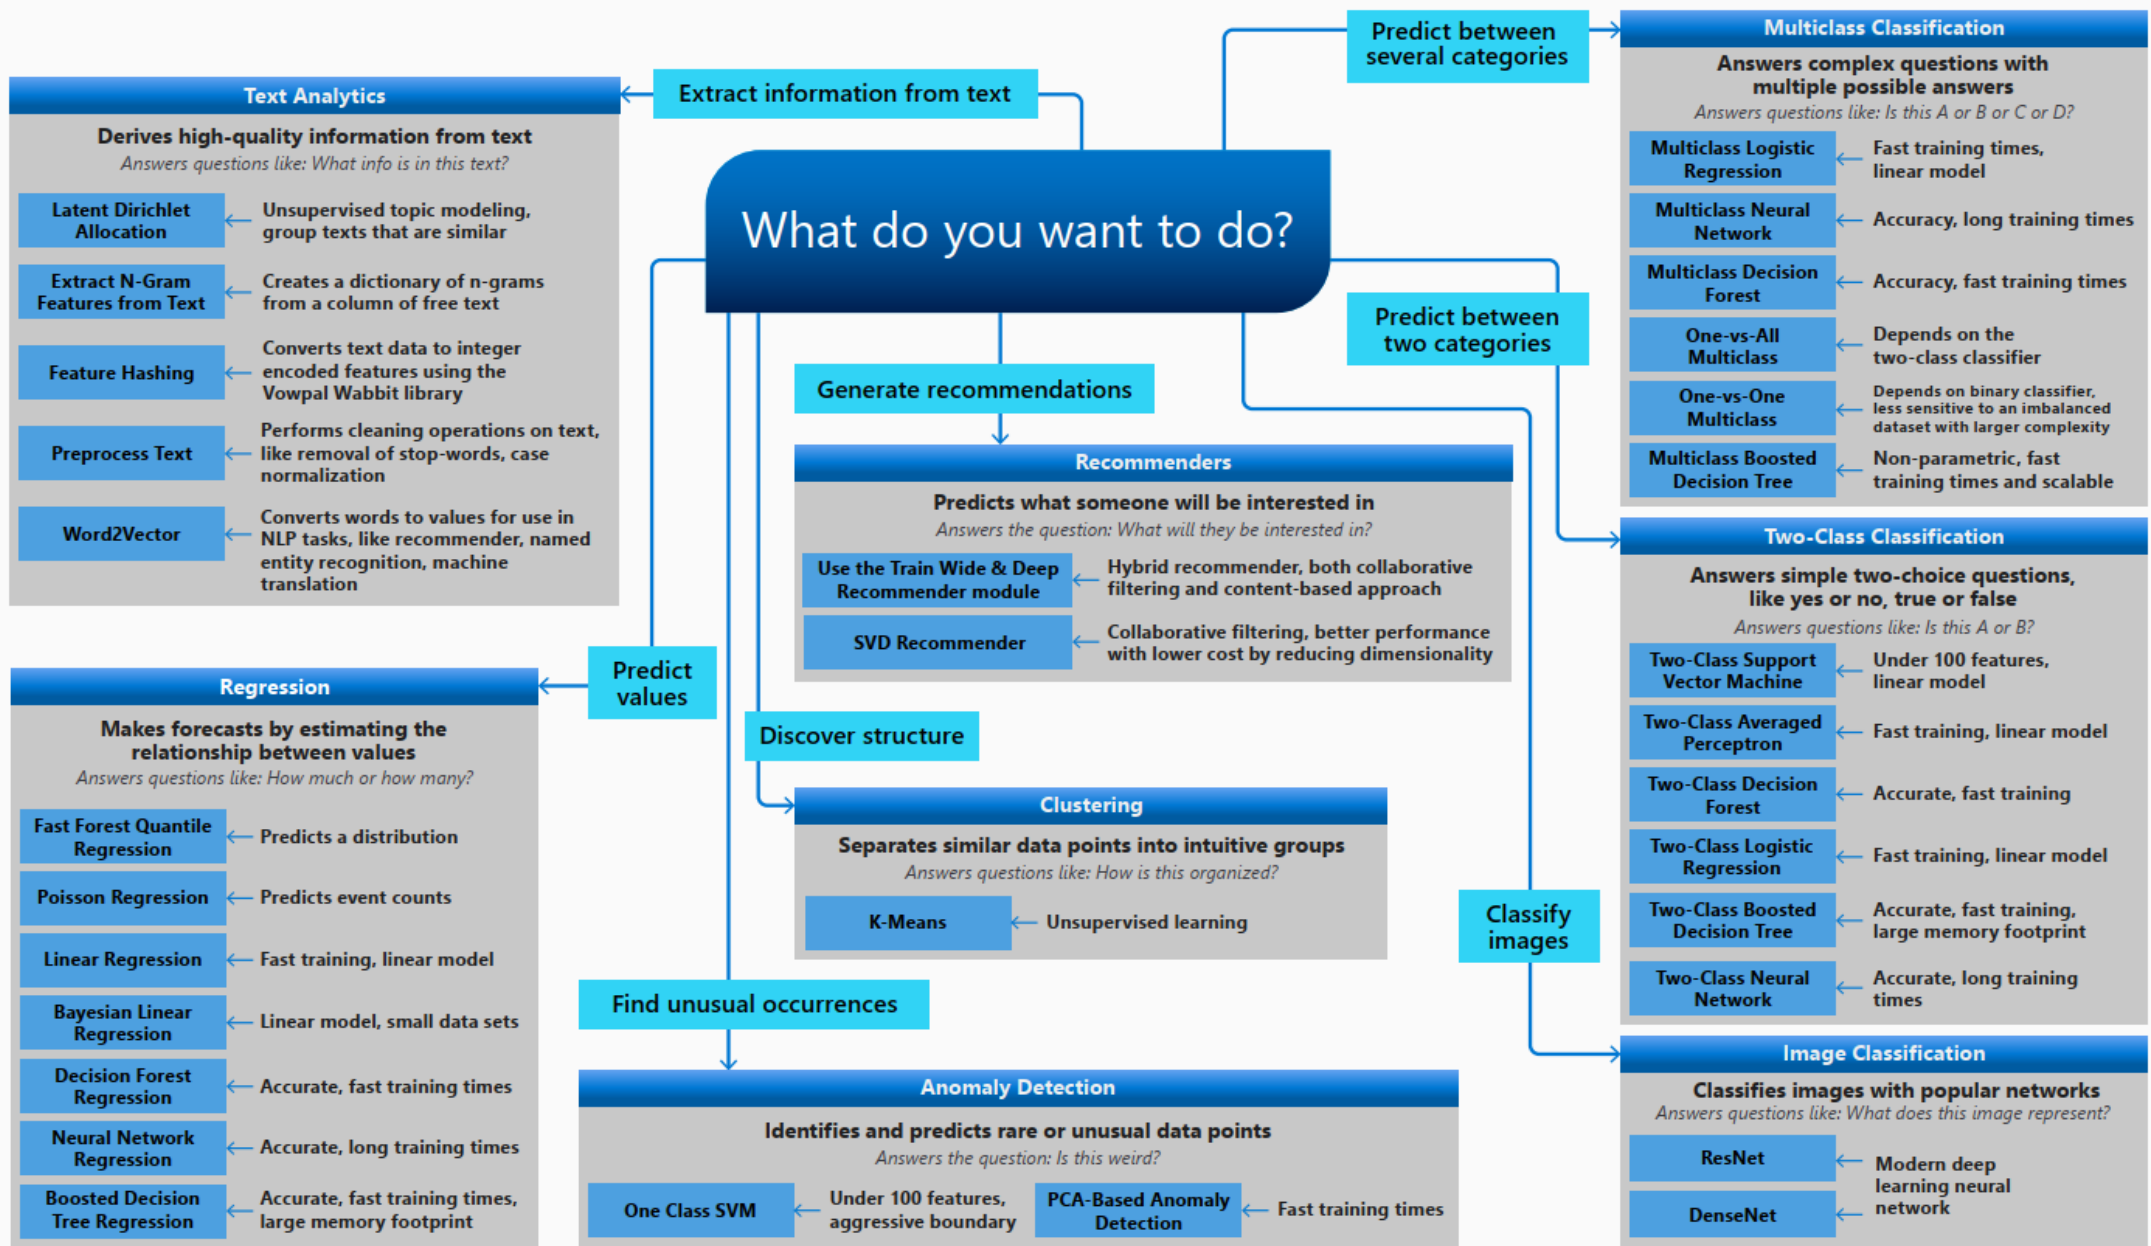 What do you want to do?
Extract information from text
Text Analytics
Derives high-quality information from text
Answers questions like: What info is in this text?
Latent Dirichlet
Allocation
Unsupervised topic modeling,
group texts that are similar
Extract N-Gram
Features from Text
Creates a dictionary of n-grams
from a column of free text
Feature Hashing
Converts text data to integer
encoded features using the
Vowpal Wabbit library
Preprocess Text
Performs cleaning operations on text,
like removal of stop-words, case
normalization
Word2Vector
Converts words to values for use in
NLP tasks, like recommender, named
entity recognition, machine
translation
Predict
values
Regression
Makes forecasts by estimating the
relationship between values
Answers questions like: How much or how many?
Fast Forest Quantile
Regression
Predicts a distribution
Poisson Regression
Predicts event counts
Linear Regression
Fast training, linear model
Bayesian Linear
Regression
Linear model, small data sets
Decision Forest
Regression
Accurate, fast training times
Neural Network
Regression
Accurate, long training times
Boosted Decision
Tree Regression
Accurate, fast training times,
large memory footprint
Generate recommendations
Recommenders
Predicts what someone will be interested in
Answers the question: What will they be interested in?
Use the Train Wide & Deep
Recommender module
Hybrid recommender, both collaborative
filtering and content-based approach
SVD Recommender
Collaborative filtering, better performance
with lower cost by reducing dimensionality
Discover structure
Clustering
Separates similar data points into intuitive groups
Answers questions like: How is this organized?
K-Means
Unsupervised learning
Find unusual occurrences
Anomaly Detection
Identifies and predicts rare or unusual data points
Answers the question: Is this weird?
One Class SVM
Under 100 features,
aggressive boundary
PCA-Based Anomaly
Detection
Fast training times
Predict between
several categories
Multiclass Classification
Answers complex questions with
multiple possible answers
Answers questions like: Is this A or B or C or D?
Multiclass Logistic
Regression
Fast training times,
linear model
Multiclass Neural
Network
Accuracy, long training times
Multiclass Decision
Forest
Accuracy, fast training times
One-vs-All
Multiclass
Depends on the
two-class classifier
One-vs-One
Multiclass
Depends on binary classifier,
less sensitive to an imbalanced
dataset with larger complexity
Multiclass Boosted
Decision Tree
Non-parametric, fast
training times and scalable
Predict between
two categories
Two-Class Classification
Answers simple two-choice questions,
like yes or no, true or false
Answers questions like: Is this A or B?
Two-Class Support
Vector Machine
Under 100 features,
linear model
Two-Class Averaged
Perceptron
Fast training, linear model
Two-Class Decision
Forest
Accurate, fast training
Two-Class Logistic
Regression
Fast training, linear model
Two-Class Boosted
Decision Tree
Accurate, fast training,
large memory footprint
Two-Class Neural
Network
Accurate, long training
times
Classify
images
Image Classification
Classifies images with popular networks
Answers questions like: What does this image represent?
ResNet
DenseNet
Modern deep
learning neural
network